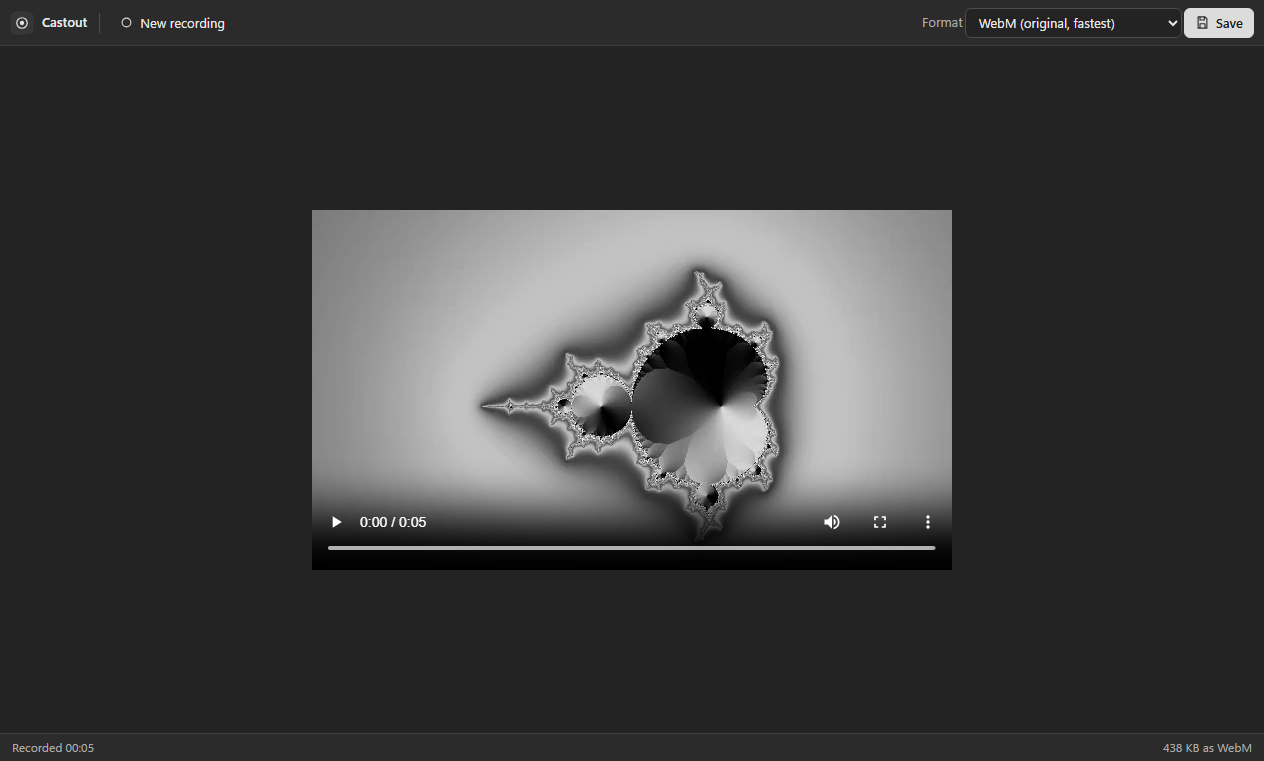 Castout
New recording
Format
WebM (original, fastest)
Save
0:00 / 0:05
Recorded 00:05
438 KB as WebM